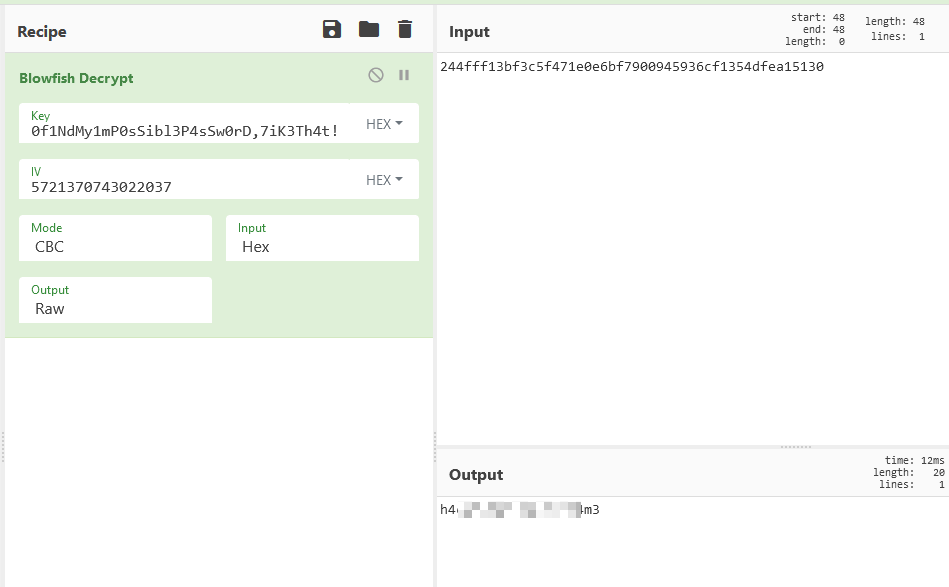 Recipe
Blowfish Decrypt
Key
0f1NdMy1mP0sSibl3P4sSw0rD,7iK3Th4t!
HEX
IV
5721370743022037
HEX
Mode
CBC
Input
Hex
Output
Raw
Input
start: 48
end: 48
length: 0
length: 48
lines: 1
244fff13bf3c5f471e0e6bf7900945936cf1354dfea15130
Output
time: 12ms
length: 20
lines: 1
h4 4m3